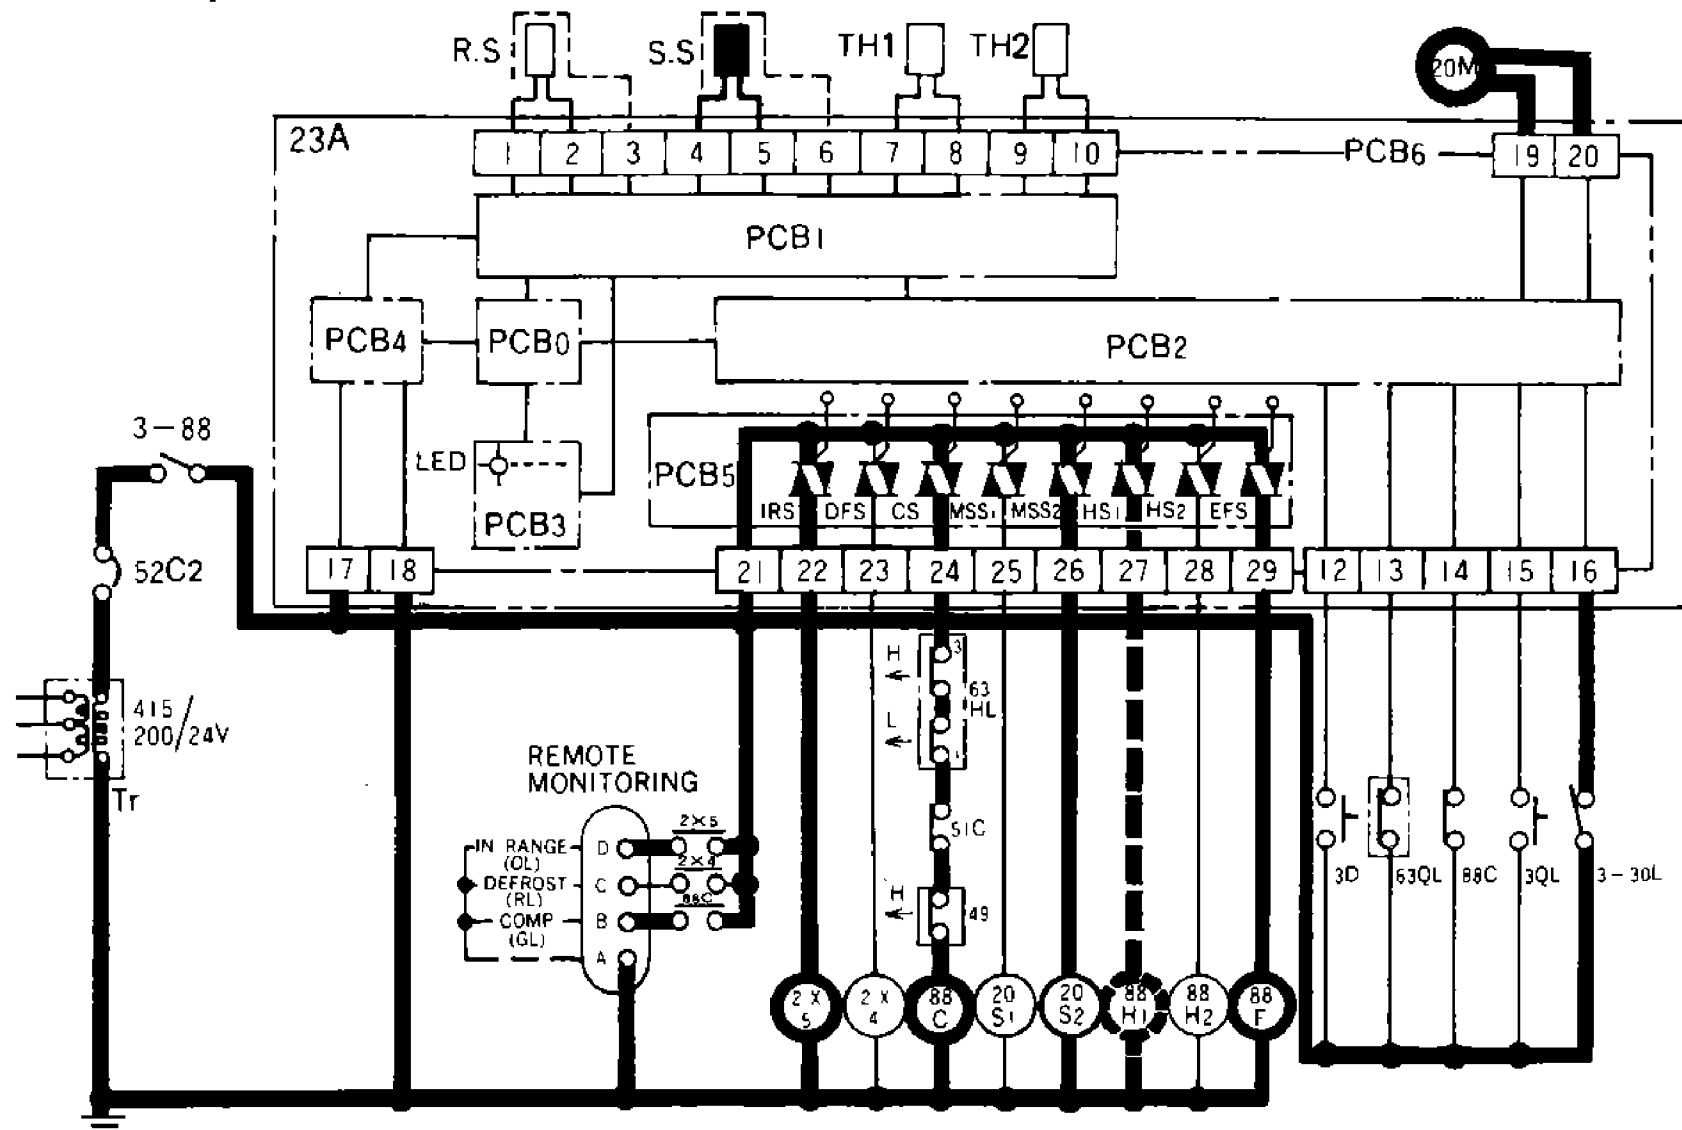 R.S
S.S
TH1
TH2
20M
23A
1 2 3 4 5 6 7 8 9 10
PCB6
19 20
PCB1
PCB4
PCB0
PCB2
3-88
LED
PCB3
PCB5
IRS DFS CS MSS1 MSS2 HS1 HS2 EFS
52C2
17 18
21 22 23 24 25 26 27 28 29
12 13 14 15 16
H
3
63
HL
L
415/
200/24V
Tr
REMOTE
MONITORING
51C
2X5
IN RANGE
(OL)
D
2X4
DEFROST
(RL)
C
88C
COMP
(GL)
B
A
H
49
3D
63QL
88C
3QL
3-30L
2X
5
2X
4
88
C
20
S1
20
S2
88
H1
88
H2
88
F